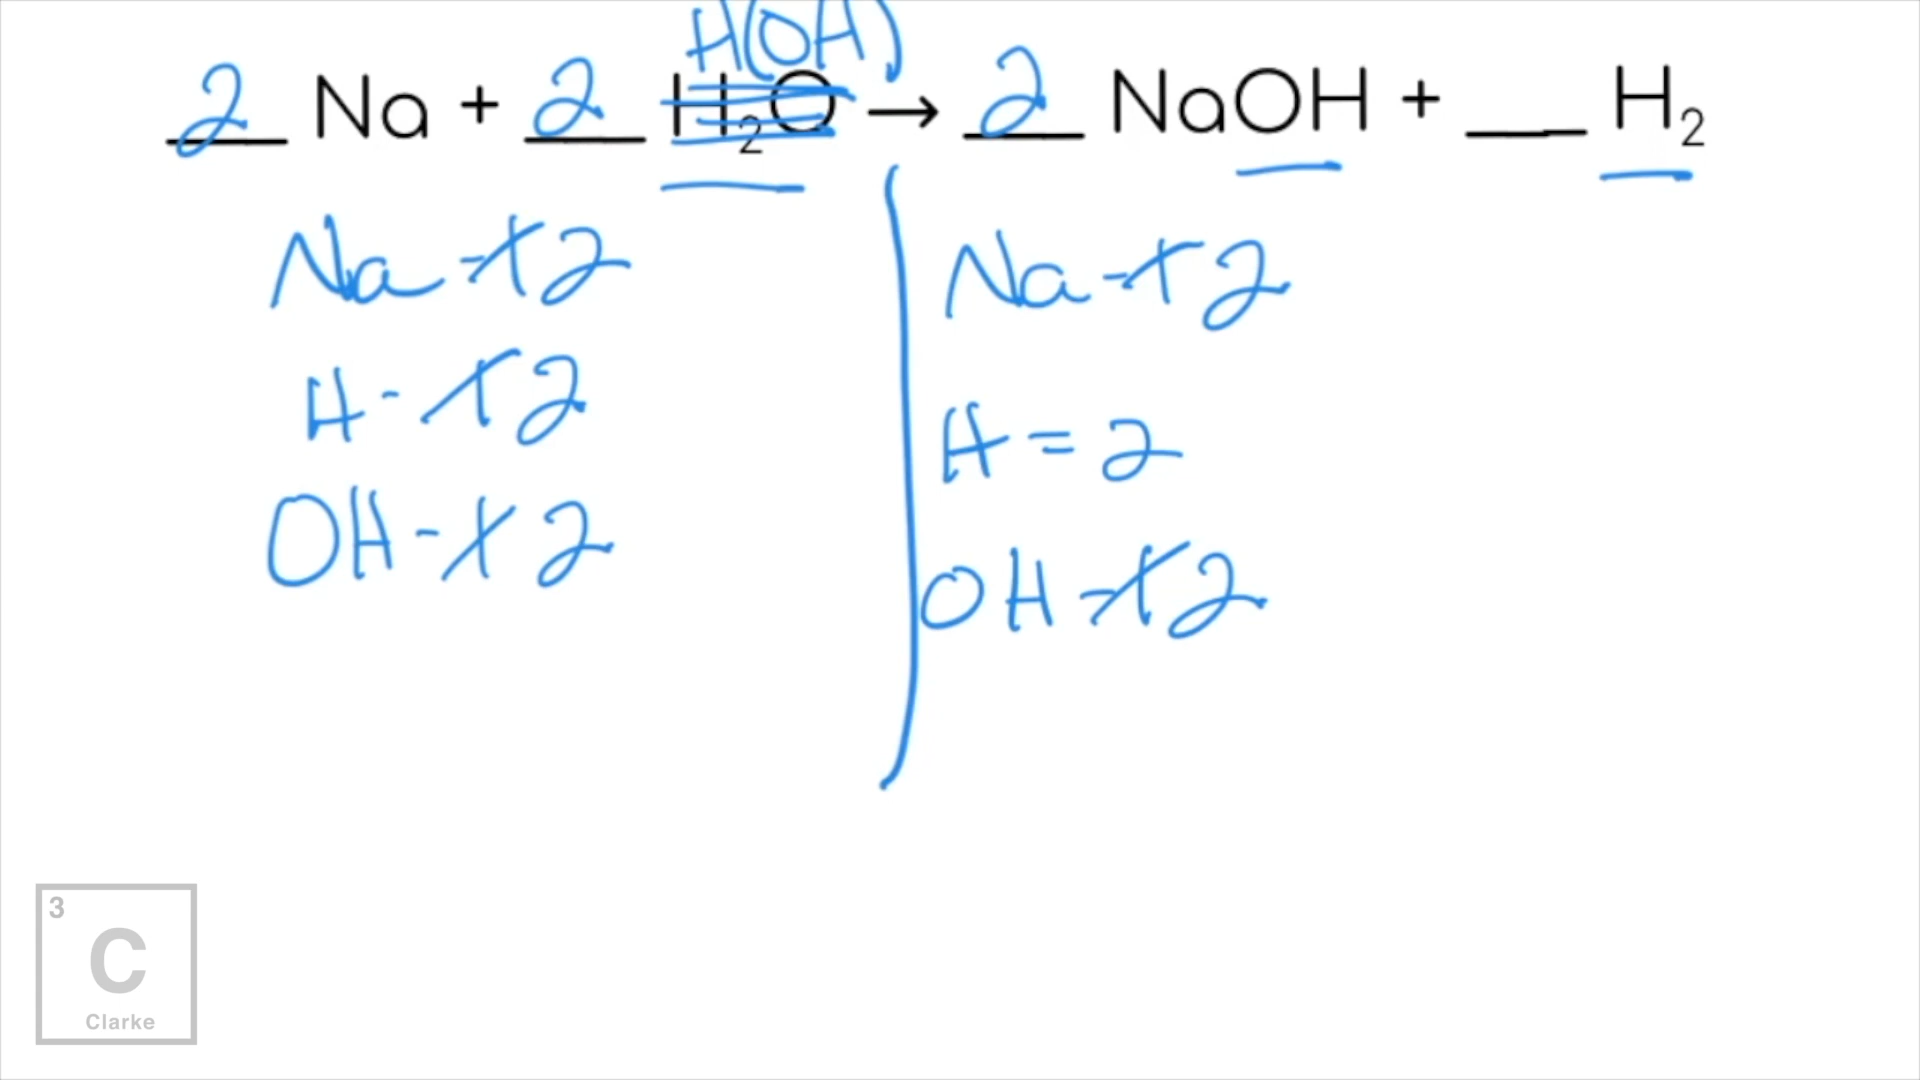 H(OH)
2 Na + 2 H₂O → 2 NaOH + __ H₂
Na - 1 2
Na - 1 2
H - 1 2
H = 2
OH - 1 2
OH - 1 2
3
C
Clarke